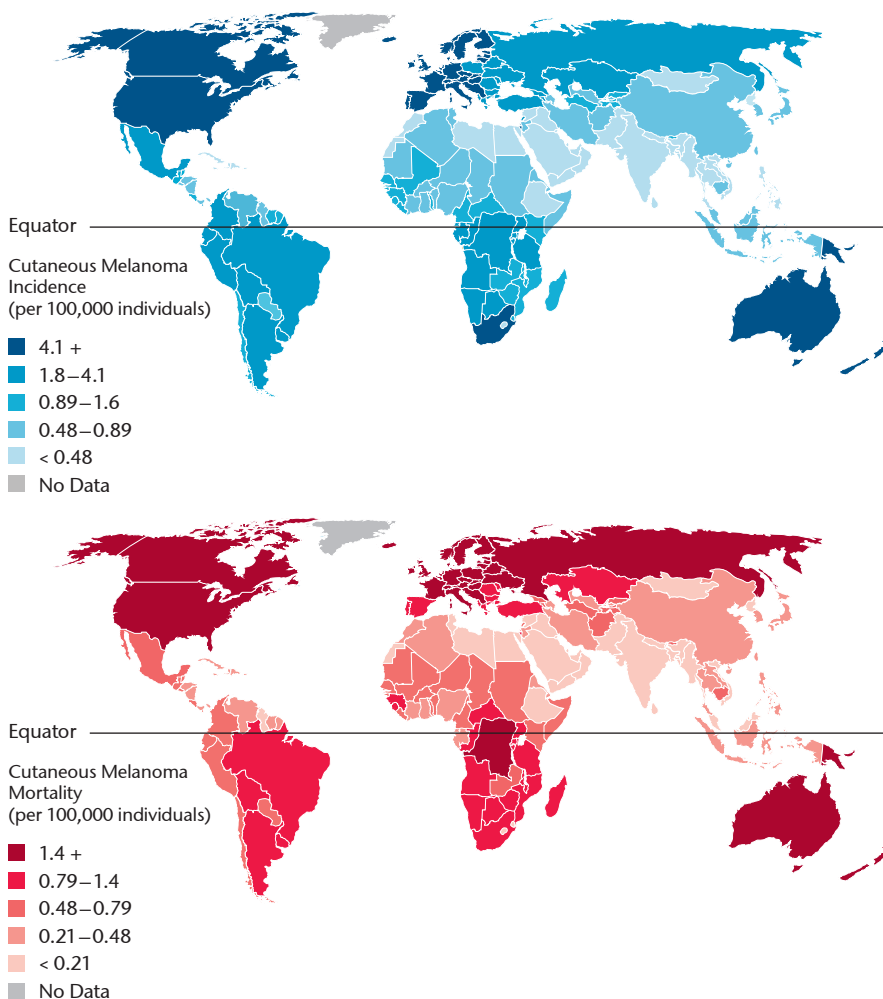 Equator
Cutaneous Melanoma
Incidence
(per 100,000 individuals)
4.1 +
1.8–4.1
0.89–1.6
0.48–0.89
< 0.48
No Data
Equator
Cutaneous Melanoma
Mortality
(per 100,000 individuals)
1.4 +
0.79–1.4
0.48–0.79
0.21–0.48
< 0.21
No Data